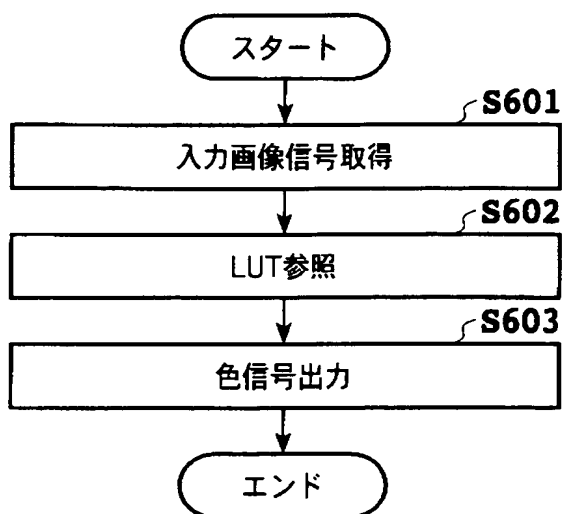 スタート
S601
入力画像信号取得
S602
LUT参照
S603
色信号出力
エンド